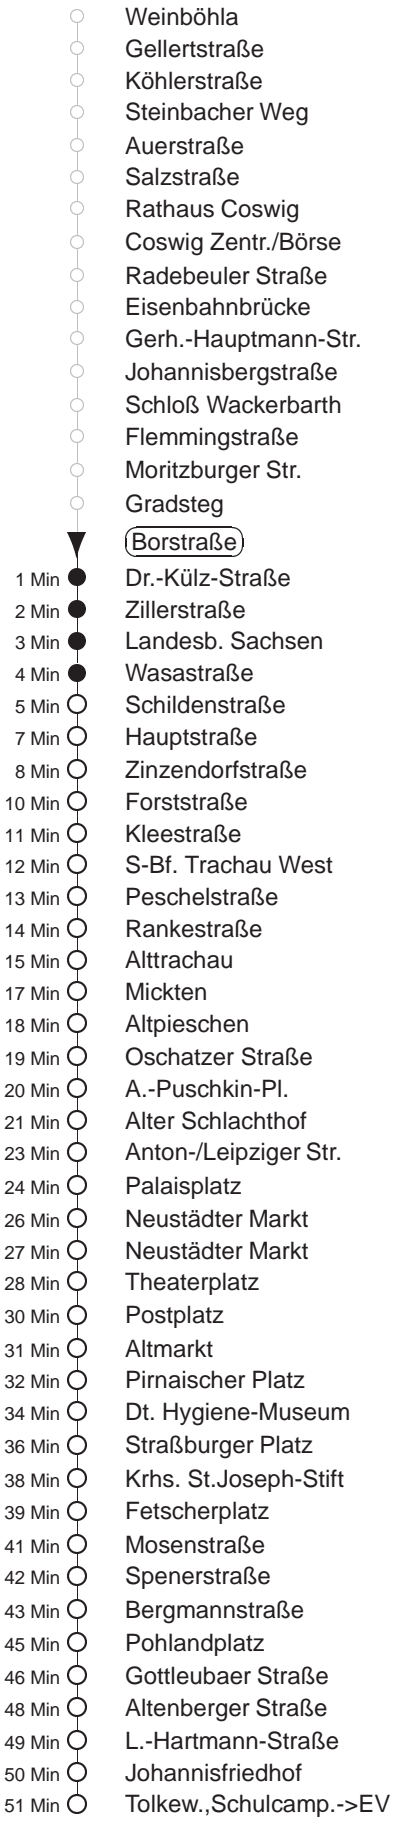 Weinböhla
Gellertstraße
Köhlerstraße
Steinbacher Weg
Auerstraße
Salzstraße
Rathaus Coswig
Coswig Zentr./Börse
Radebeuler Straße
Eisenbahnbrücke
Gerh.-Hauptmann-Str.
Johannisbergstraße
Schloß Wackerbarth
Flemmingstraße
Moritzburger Str.
Gradsteg
Borstraße
1 Min Dr.-Külz-Straße
2 Min Zillerstraße
3 Min Landesb. Sachsen
4 Min Wasastraße
5 Min Schildenstraße
7 Min Hauptstraße
8 Min Zinzendorfstraße
10 Min Forststraße
11 Min Kleestraße
12 Min S-Bf. Trachau West
13 Min Peschelstraße
14 Min Rankestraße
15 Min Alttrachau
17 Min Mickten
18 Min Altpieschen
19 Min Oschatzer Straße
20 Min A.-Puschkin-Pl.
21 Min Alter Schlachthof
23 Min Anton-/Leipziger Str.
24 Min Palaisplatz
26 Min Neustädter Markt
27 Min Neustädter Markt
28 Min Theaterplatz
30 Min Postplatz
31 Min Altmarkt
32 Min Pirnaischer Platz
34 Min Dt. Hygiene-Museum
36 Min Straßburger Platz
38 Min Krhs. St.Joseph-Stift
39 Min Fetscherplatz
41 Min Mosenstraße
42 Min Spenerstraße
43 Min Bergmannstraße
45 Min Pohlandplatz
46 Min Gottleubaer Straße
48 Min Altenberger Straße
49 Min L.-Hartmann-Straße
50 Min Johannisfriedhof
51 Min Tolkew.,Schulcamp.->EV